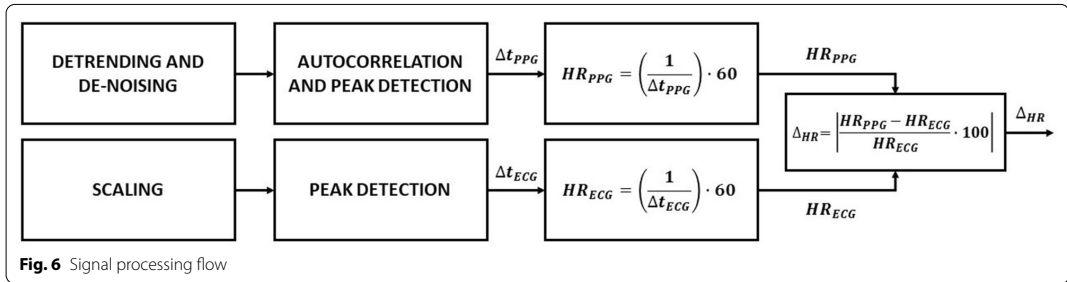 DETRENDING AND
DE-NOISING
AUTOCORRELATION
AND PEAK DETECTION
Δt_PPG
HR_PPG = (1/Δt_PPG) · 60
HR_PPG
SCALING
PEAK DETECTION
Δt_ECG
HR_ECG = (1/Δt_ECG) · 60
HR_ECG
Δ_HR = |HR_PPG − HR_ECG/HR_ECG · 100|
Δ_HR
Fig. 6 Signal processing flow